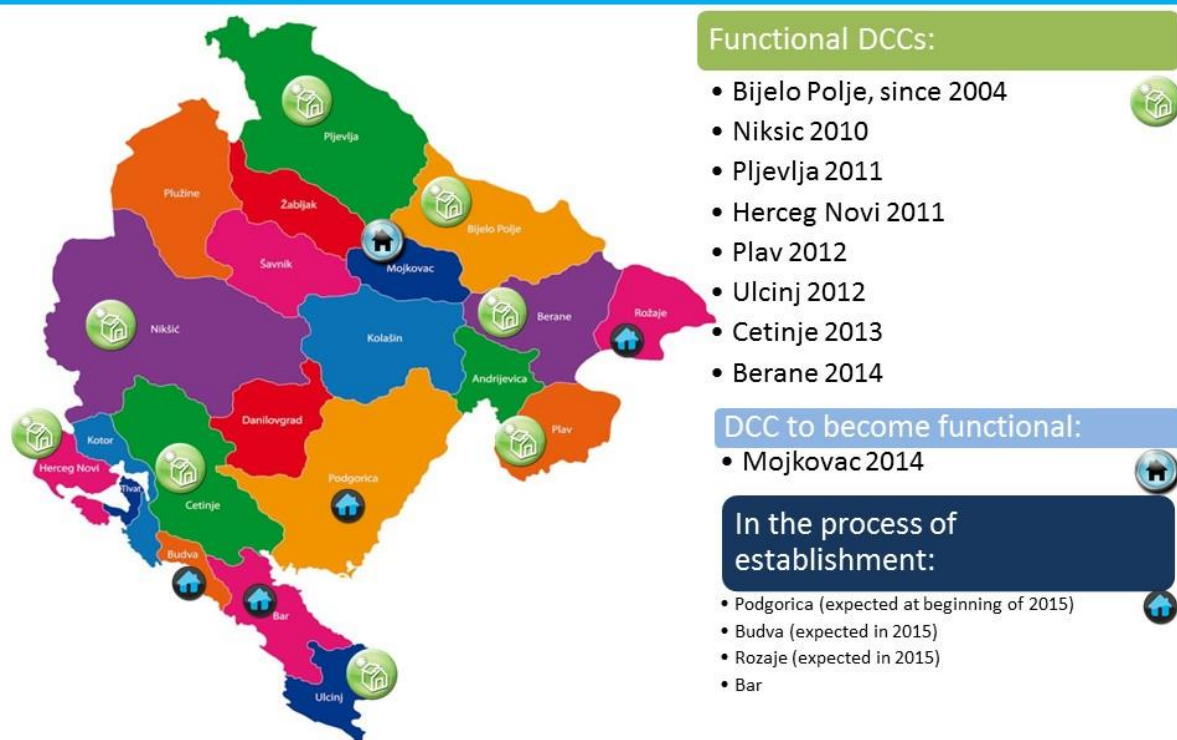 Pljevlja
Plužine
Žabljak
Bijelo Polje
Šavnik
Mojkovac
Nikšić
Berane
Rožaje
Kolašin
Andrijevica
Danilovgrad
Plav
Kotor
Herceg Novi
Tivat
Podgorica
Cetinje
Budva
Bar
Ulcinj
Functional DCCs:
• Bijelo Polje, since 2004
• Niksic 2010
• Pljevlja 2011
• Herceg Novi 2011
• Plav 2012
• Ulcinj 2012
• Cetinje 2013
• Berane 2014
DCC to become functional:
• Mojkovac 2014
In the process of
establishment:
• Podgorica (expected at beginning of 2015)
• Budva (expected in 2015)
• Rozaje (expected in 2015)
• Bar